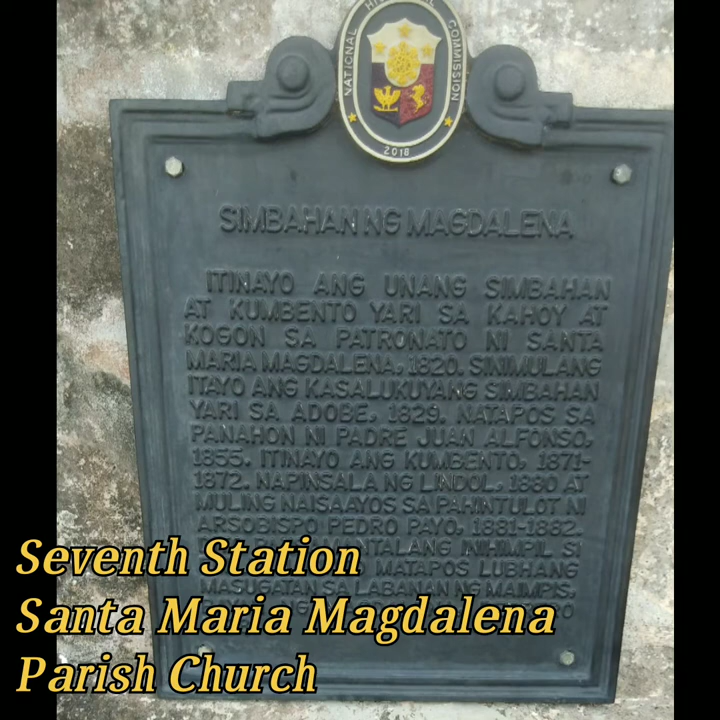 NATIONAL HISTORICAL COMMISSION
2018
SIMBAHAN NG MAGDALENA
ITINAYO ANG UNANG SIMBAHAN
AT KUMBENTO YARI SA KAHOY AT
KOGON SA PATRONATO NI SANTA
MARIA MAGDALENA, 1820. SINIMULANG
ITAYO ANG KASALUKUYANG SIMBAHAN
YARI SA ADOBE, 1829. NATAPOS SA
PANAHON NI PADRE JUAN ALFONSO,
1855. ITINAYO ANG KUMBENTO, 1871-
1872. NAPINSALA NG LINDOL, 1880 AT
MULING NAISAAYOS SA PAHINTULOT NI
ARSOBISPO PEDRO PAYO, 1881-1882.
INIHIMPIL SI
MATAPOS LUBHANG
MASUGATAN SA LABANAN NG MAIMPIS,
Seventh Station
Santa Maria Magdalena
Parish Church